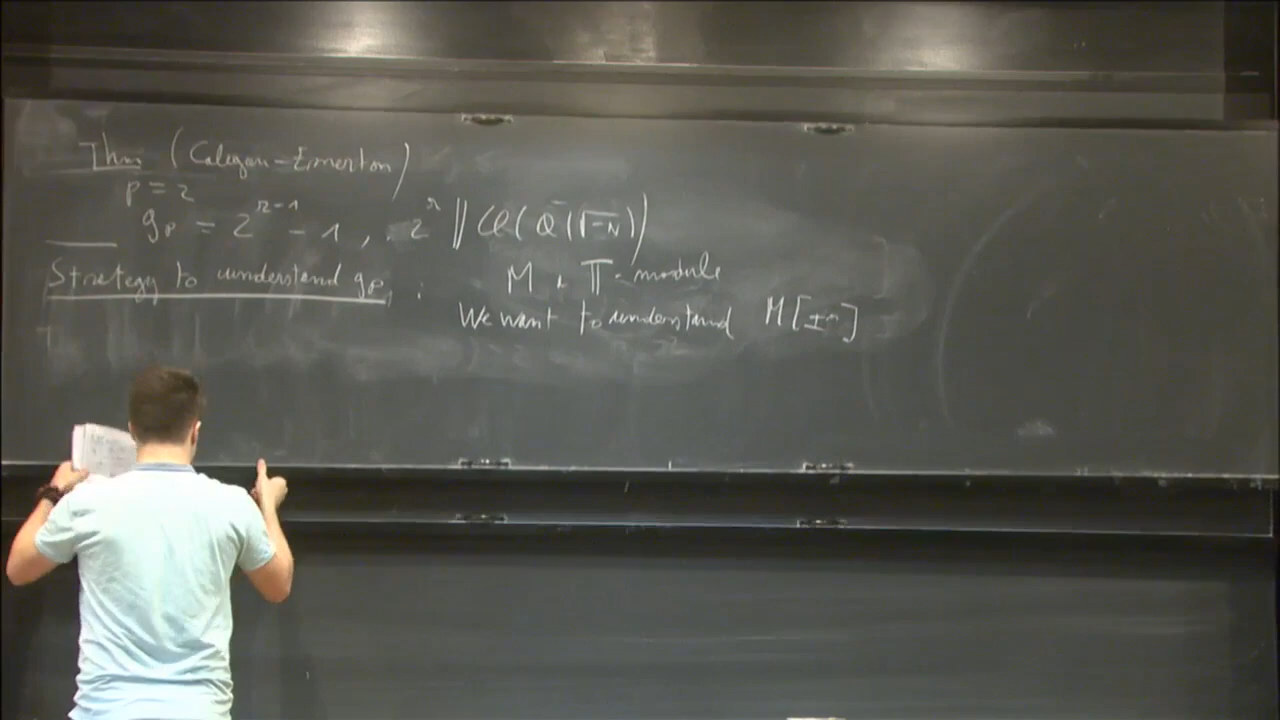 Thm (Calegari-Emerton)
p = 2
g_p = 2^{r-1} - 1, 2^r || Cl(Q(√-N))
Strategy to understand g_p :
M a 𝕋-module
We want to understand M[I^n]